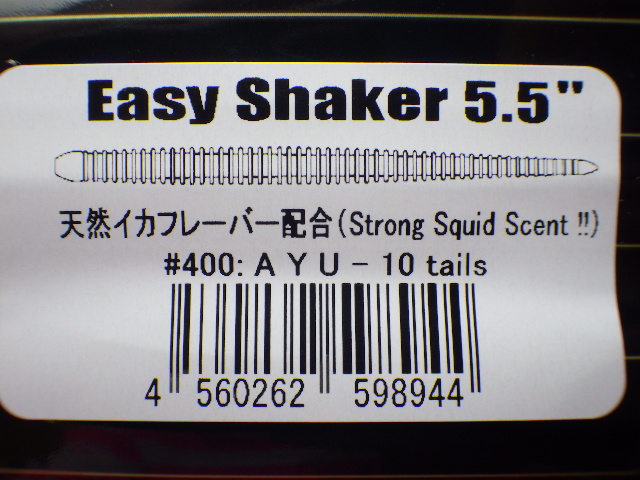 Easy Shaker 5.5"
天然イカフレーバー配合(Strong Squid Scent !!)
#400: A Y U - 10 tails
4 560262 598944